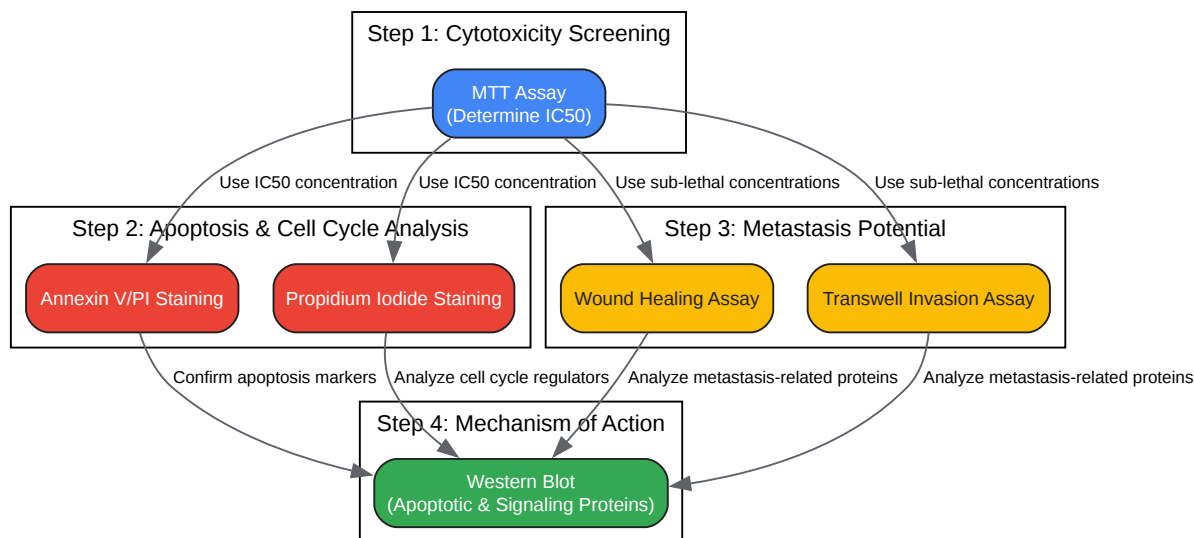 Step 1: Cytotoxicity Screening
MTT Assay
(Determine IC50)
Use IC50 concentration
Use IC50 concentration
Use sub-lethal concentrations
Use sub-lethal concentrations
Step 2: Apoptosis & Cell Cycle Analysis
Step 3: Metastasis Potential
Annexin V/PI Staining
Propidium Iodide Staining
Wound Healing Assay
Transwell Invasion Assay
Confirm apoptosis markers
Analyze cell cycle regulators
Analyze metastasis-related proteins
Analyze metastasis-related proteins
Step 4: Mechanism of Action
Western Blot
(Apoptotic & Signaling Proteins)